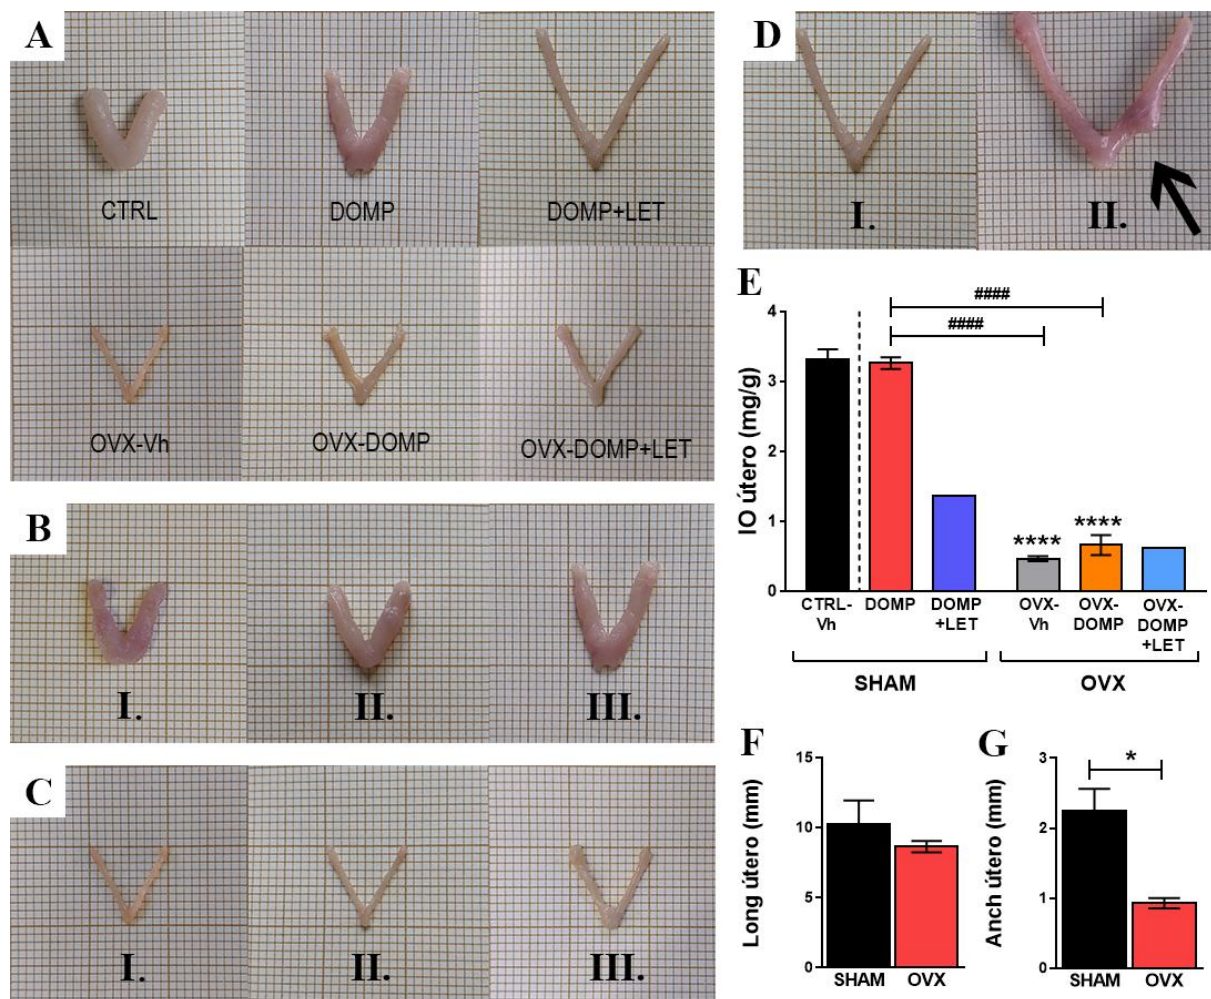 A
CTRL
DOMP
DOMP+LET
OVX-Vh
OVX-DOMP
OVX-DOMP+LET
B
I.
II.
III.
C
I.
II.
III.
D
I.
II.
E
####
####
IO útero (mg/g)
4
3
2
1
0
****
****
CTRL-
Vh
DOMP
DOMP
+LET
OVX-
Vh
OVX-
DOMP
OVX-
DOMP
+LET
SHAM
OVX
F
Long útero (mm)
15
10
5
0
SHAM
OVX
G
Anch útero (mm)
3
2
1
0
*
SHAM
OVX